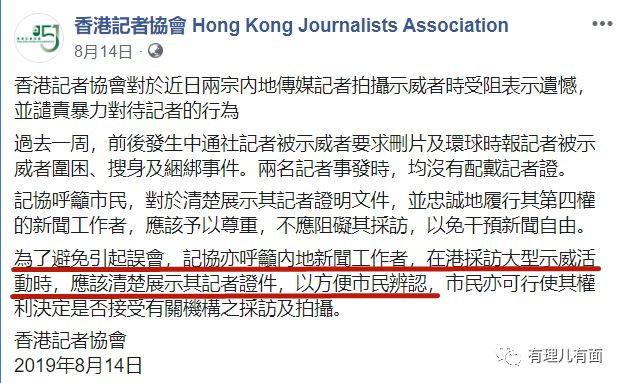 香港記者協會 Hong Kong Journalists Association
8月14日
香港記者協會對於近日兩宗內地傳媒記者拍攝示威者時受阻表示遺憾，
並譴責暴力對待記者的行為
過去一周，前後發生中通社記者被示威者要求刪片及環球時報記者被示
威者圍困、搜身及綑綁事件。兩名記者事發時，均沒有配戴記者證。
記協呼籲市民，對於清楚展示其記者證明文件，並忠誠地履行其第四權
的新聞工作者，應該予以尊重，不應阻礙其採訪，以免干預新聞自由。
為了避免引起誤會，記協亦呼籲內地新聞工作者，在港採訪大型示威活
動時，應該清楚展示其記者證件，以方便市民辨認，市民亦可行使其權
利決定是否接受有關機構之採訪及拍攝。
香港記者協會
2019年8月14日
有理儿有面